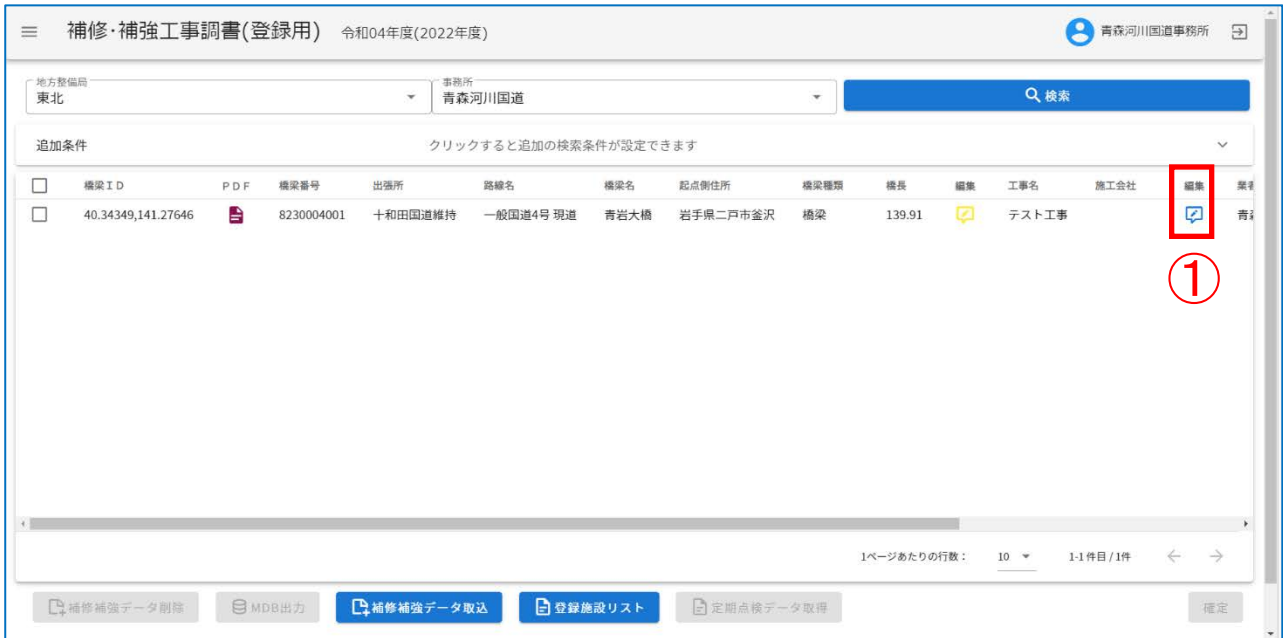 補修･補強工事調書(登録用) 令和04年度(2022年度) 青森河川国道事務所
地方整備局 事務所
東北 青森河川国道 検索
追加条件 クリックすると追加の検索条件が設定できます
橋梁ID PDF 橋梁番号 出張所 路線名 橋梁名 起点側住所 橋梁種類 橋長 編集 工事名 施工会社 編集 業者
40.34349,141.27646 8230004001 十和田国道維持 一般国道4号 現道 青岩大橋 岩手県二戸市釜沢 橋梁 139.91 テスト工事 青森
①
1ページあたりの行数： 10 1-1 件目 / 1件
補修補強データ削除 MDB出力 補修補強データ取込 登録施設リスト 定期点検データ取得 確定